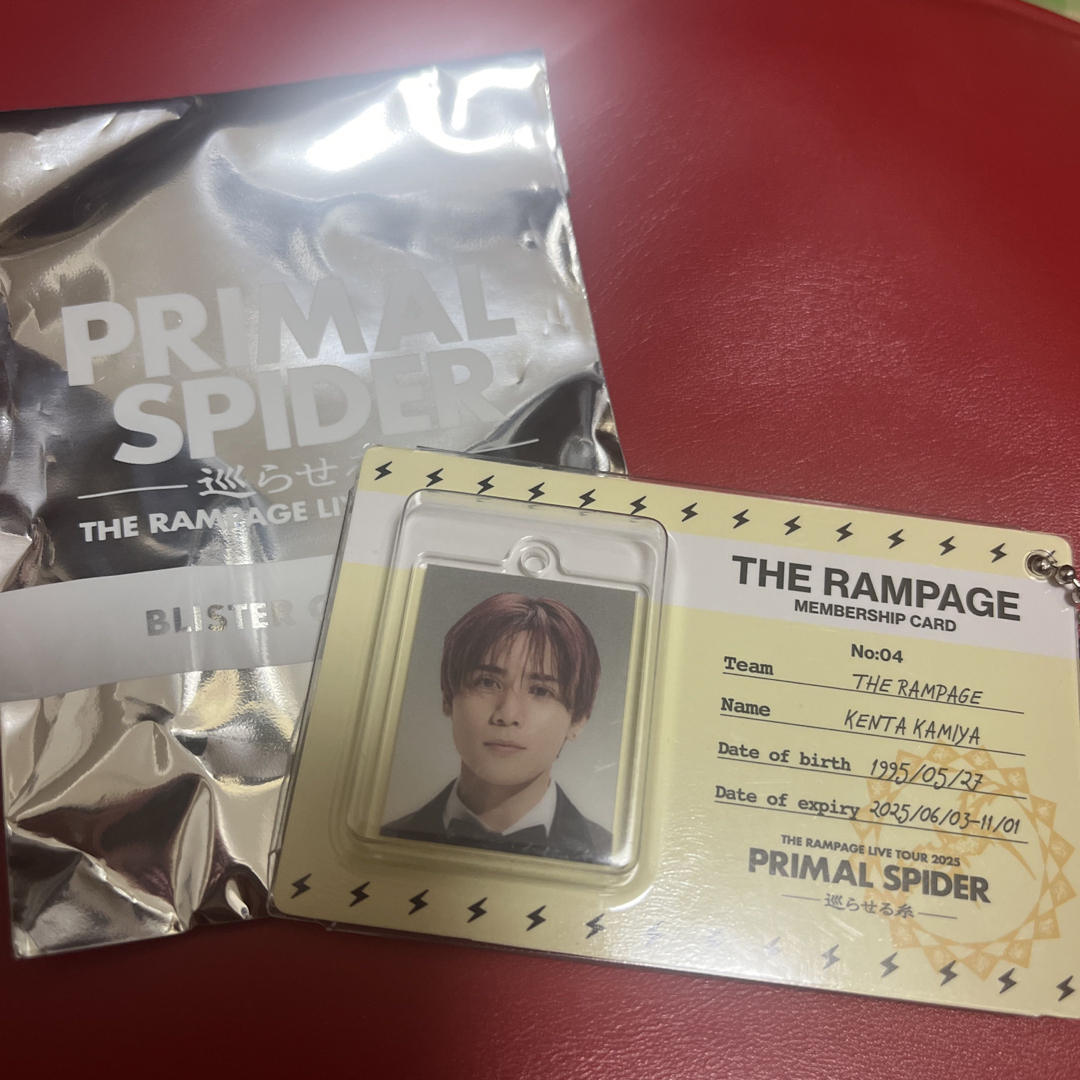 PRIMAL
SPIDER
巡らせ
THE RAMPAGE
BLISTER
THE RAMPAGE
MEMBERSHIP CARD
No:04
Team THE RAMPAGE
Name KENTA KAMIYA
Date of birth 1995/05/27
Date of expiry 2025/06/03-11/01
THE RAMPAGE LIVE TOUR 2025
PRIMAL SPIDER
巡らせる糸